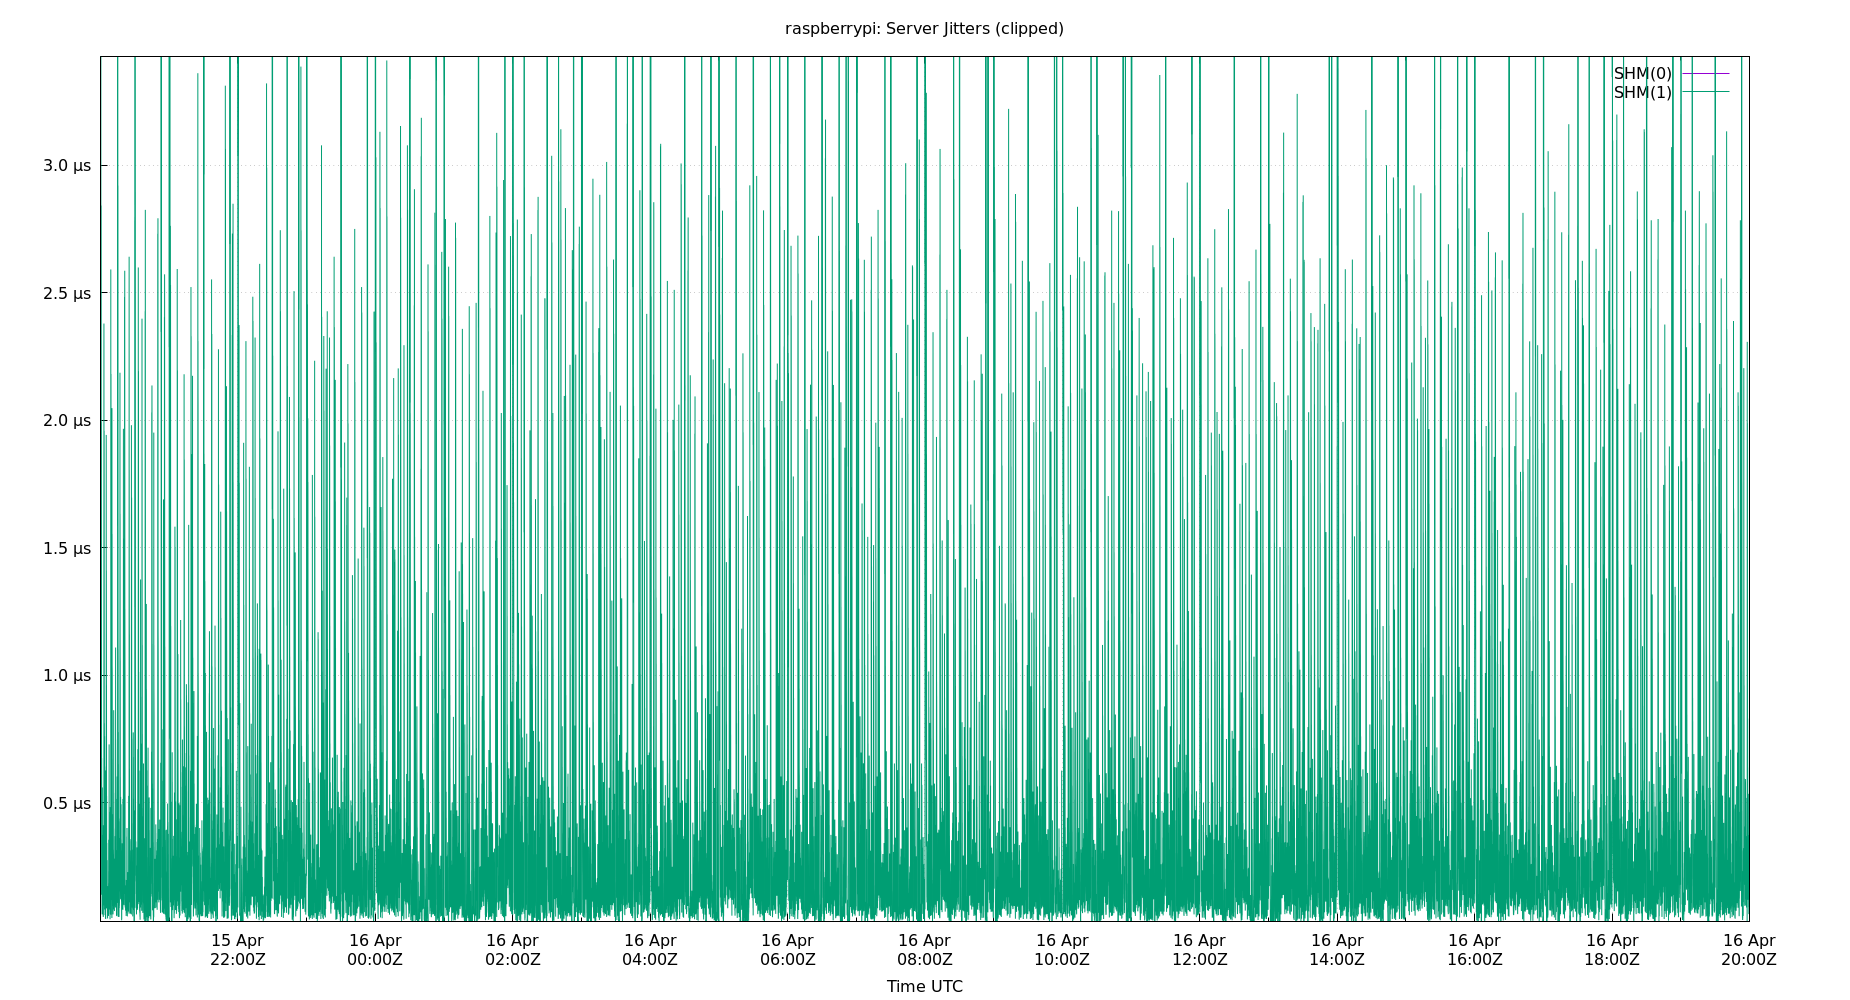 raspberrypi: Server Jitters (clipped)
SHM(0)
SHM(1)
3.0 µs
2.5 µs
2.0 µs
1.5 µs
1.0 µs
0.5 µs
15 Apr 16 Apr 16 Apr 16 Apr 16 Apr 16 Apr 16 Apr 16 Apr 16 Apr 16 Apr 16 Apr 16 Apr
22:00Z 00:00Z 02:00Z 04:00Z 06:00Z 08:00Z 10:00Z 12:00Z 14:00Z 16:00Z 18:00Z 20:00Z
Time UTC